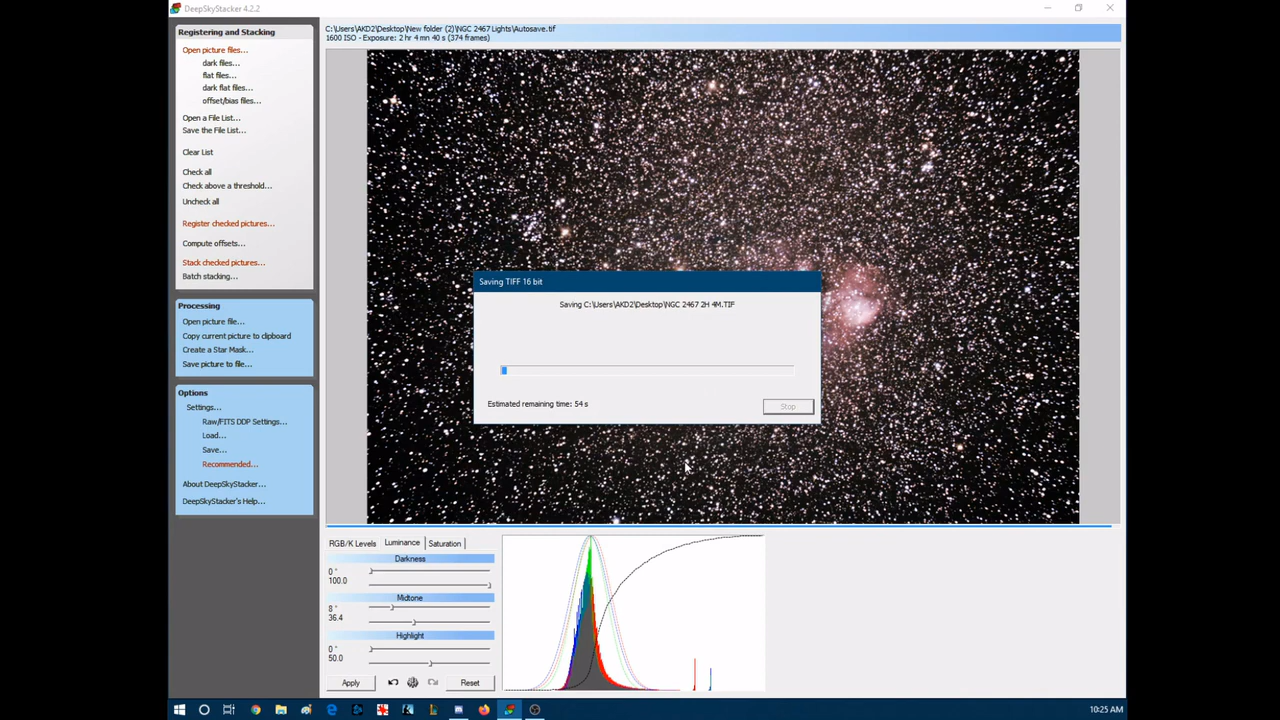 DeepSkyStacker 4.2.2
Registering and Stacking
Open picture files...
dark files...
flat files...
dark flat files...
offset/bias files...
Open a File List...
Save the File List...
Clear List
Check all
Check above a threshold...
Uncheck all
Register checked pictures...
Compute offsets...
Stack checked pictures...
Batch stacking...
Processing
Open picture file...
Copy current picture to clipboard
Create a Star Mask...
Save picture to file...
Options
Settings...
Raw/FITS DDP Settings...
Load...
Save...
Recommended...
About DeepSkyStacker...
DeepSkyStacker's Help...
C:\Users\AKD2\Desktop\New folder (2)\NGC 2467 Lights\Autosave.tif
1600 ISO - Exposure: 2 hr 4 mn 40 s (374 frames)
Saving TIFF 16 bit
Saving C:\Users\AKD2\Desktop\NGC 2467 2H 4M.TIF
Estimated remaining time: 54 s
Stop
RGB/K Levels
Luminance
Saturation
Darkness
0 °
100.0
Midtone
8 °
36.4
Highlight
0 °
50.0
Apply
Reset
10:25 AM